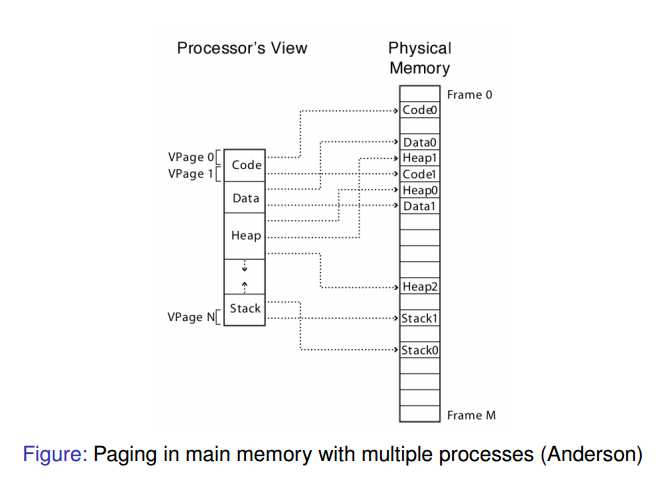 Processor's View
Physical
Memory
Frame 0
Code0
Data0
VPage 0
Heap1
Code
VPage 1
Code1
Heap0
Data
Data1
Heap
Heap2
Stack
VPage N
Stack1
Stack0
Frame M
Figure: Paging in main memory with multiple processes (Anderson)